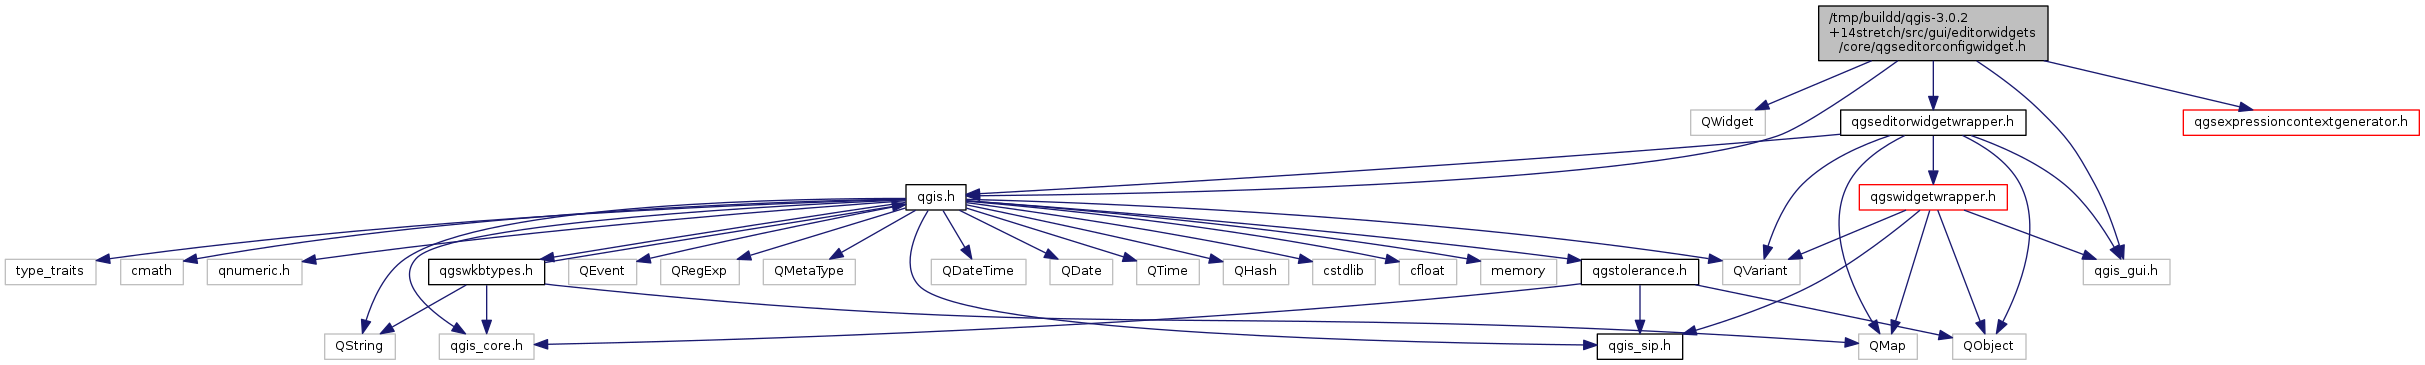 /tmp/buildd/qgis-3.0.2
+14stretch/src/gui/editorwidgets
/core/qgseditorconfigwidget.h
QWidget
qgseditorwidgetwrapper.h
qgsexpressioncontextgenerator.h
qgis.h
qgswidgetwrapper.h
type_traits
cmath
qnumeric.h
qgswkbtypes.h
QEvent
QRegExp
QMetaType
QDateTime
QDate
QTime
QHash
cstdlib
cfloat
memory
qgstolerance.h
QVariant
qgis_gui.h
QString
qgis_core.h
qgis_sip.h
QMap
QObject